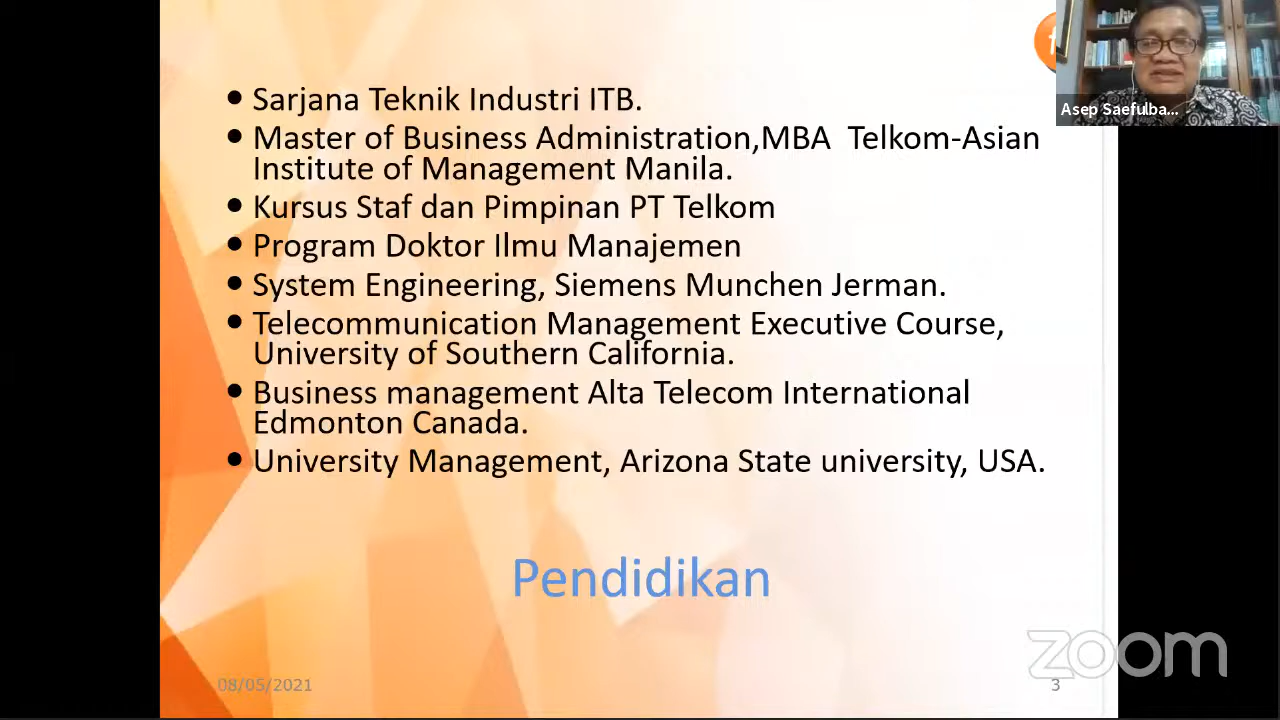 Sarjana Teknik Industri ITB.
Master of Business Administration,MBA Telkom-Asian
Institute of Management Manila.
Kursus Staf dan Pimpinan PT Telkom
Program Doktor Ilmu Manajemen
System Engineering, Siemens Munchen Jerman.
Telecommunication Management Executive Course,
University of Southern California.
Business management Alta Telecom International
Edmonton Canada.
University Management, Arizona State university, USA.
Pendidikan
08/05/2021
3
Asep Saefulba...
zoom